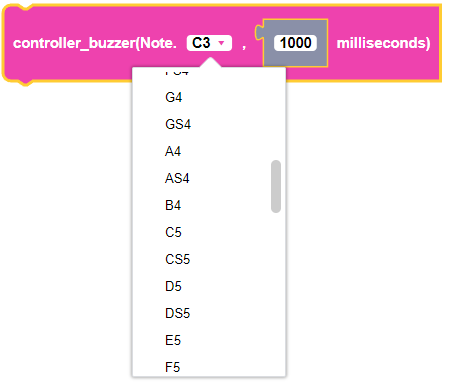 controller_buzzer(Note. C3 , 1000 milliseconds)
G4
GS4
A4
AS4
B4
C5
CS5
D5
DS5
E5
F5